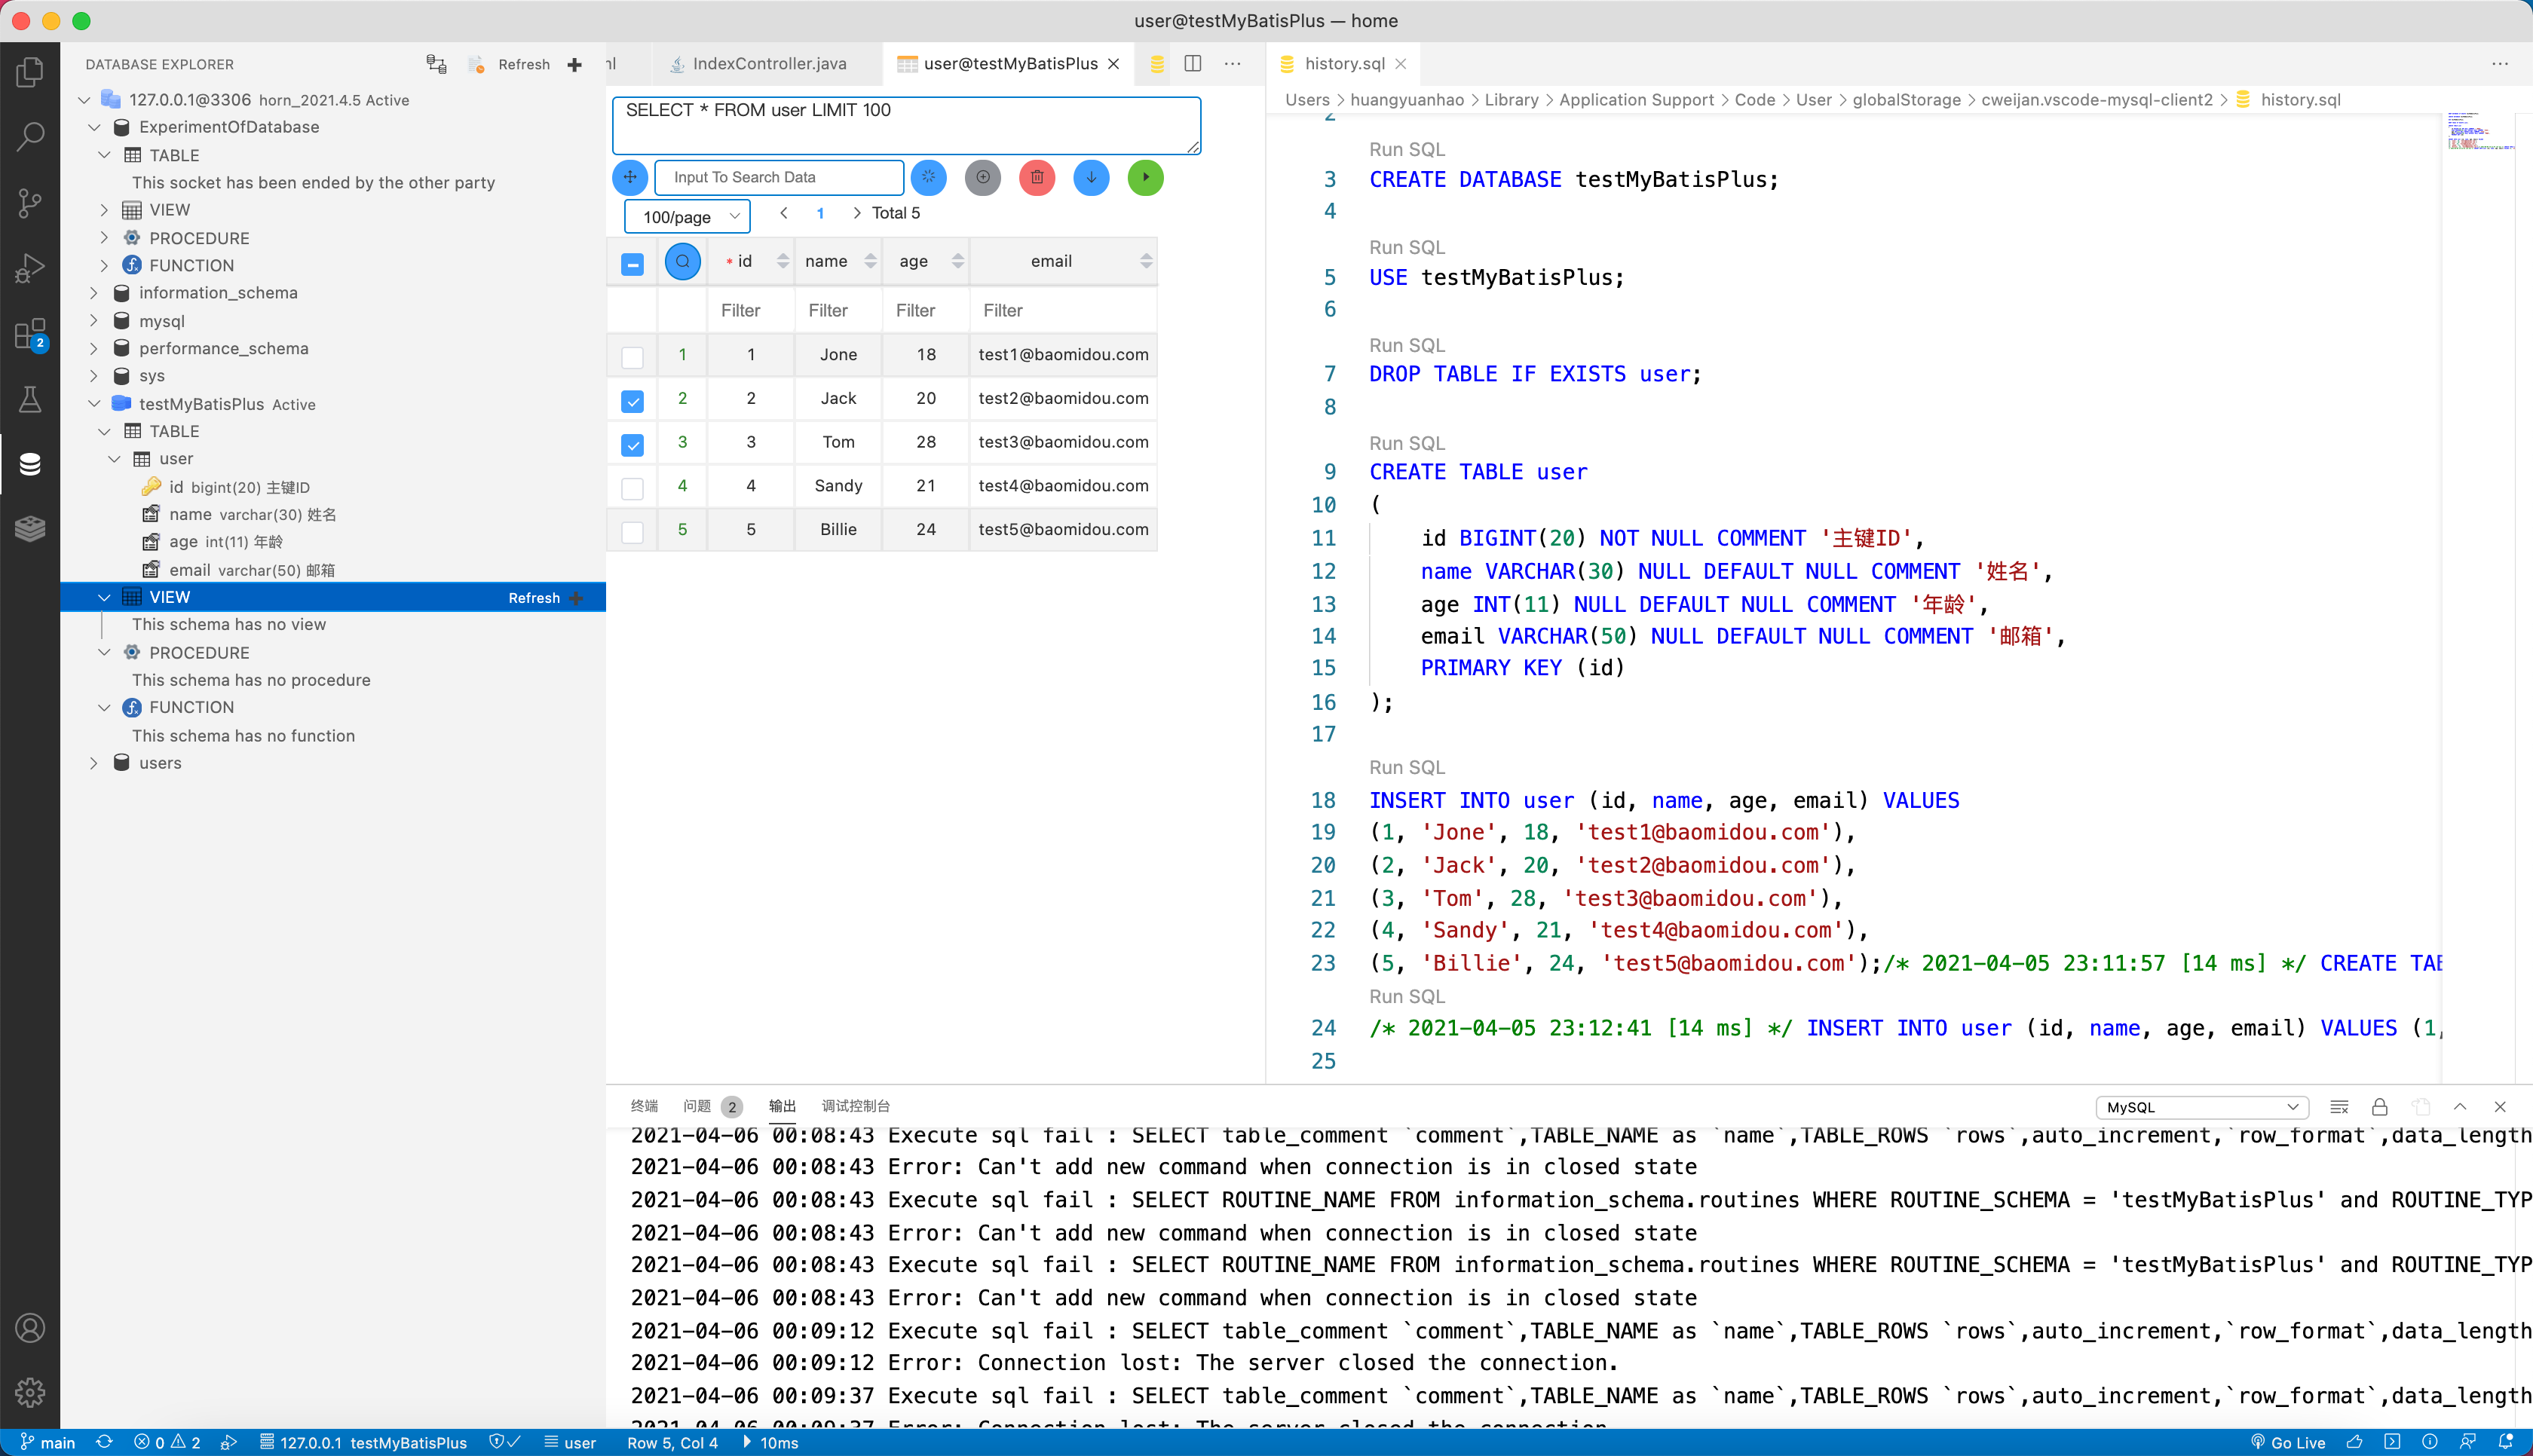 user@testMyBatisPlus — home
DATABASE EXPLORER
Refresh
127.0.0.1@3306 horn_2021.4.5 Active
ExperimentOfDatabase
TABLE
This socket has been ended by the other party
VIEW
PROCEDURE
FUNCTION
information_schema
mysql
performance_schema
sys
testMyBatisPlus Active
TABLE
user
id bigint(20) 主键ID
name varchar(30) 姓名
age int(11) 年龄
email varchar(50) 邮箱
VIEW Refresh
This schema has no view
PROCEDURE
This schema has no procedure
FUNCTION
This schema has no function
users
2
IndexController.java
user@testMyBatisPlus
SELECT * FROM user LIMIT 100
Input To Search Data
100/page 1 Total 5
* id name age email
Filter Filter Filter Filter
1 1 Jone 18 test1@baomidou.com
2 2 Jack 20 test2@baomidou.com
3 3 Tom 28 test3@baomidou.com
4 4 Sandy 21 test4@baomidou.com
5 5 Billie 24 test5@baomidou.com
history.sql
Users > huangyuanhao > Library > Application Support > Code > User > globalStorage > cweijan.vscode-mysql-client2 > history.sql
2
Run SQL
3 CREATE DATABASE testMyBatisPlus;
4
Run SQL
5 USE testMyBatisPlus;
6
Run SQL
7 DROP TABLE IF EXISTS user;
8
Run SQL
9 CREATE TABLE user
10 (
11 id BIGINT(20) NOT NULL COMMENT '主键ID',
12 name VARCHAR(30) NULL DEFAULT NULL COMMENT '姓名',
13 age INT(11) NULL DEFAULT NULL COMMENT '年龄',
14 email VARCHAR(50) NULL DEFAULT NULL COMMENT '邮箱',
15 PRIMARY KEY (id)
16 );
17
Run SQL
18 INSERT INTO user (id, name, age, email) VALUES
19 (1, 'Jone', 18, 'test1@baomidou.com'),
20 (2, 'Jack', 20, 'test2@baomidou.com'),
21 (3, 'Tom', 28, 'test3@baomidou.com'),
22 (4, 'Sandy', 21, 'test4@baomidou.com'),
23 (5, 'Billie', 24, 'test5@baomidou.com');/* 2021-04-05 23:11:57 [14 ms] */ CREATE TAB
Run SQL
24 /* 2021-04-05 23:12:41 [14 ms] */ INSERT INTO user (id, name, age, email) VALUES (1,
25
终端 问题 2 输出 调试控制台
MySQL
2021-04-06 00:08:43 Execute sql fail : SELECT table_comment `comment`,TABLE_NAME as `name`,TABLE_ROWS `rows`,auto_increment,`row_format`,data_length
2021-04-06 00:08:43 Error: Can't add new command when connection is in closed state
2021-04-06 00:08:43 Execute sql fail : SELECT ROUTINE_NAME FROM information_schema.routines WHERE ROUTINE_SCHEMA = 'testMyBatisPlus' and ROUTINE_TYP
2021-04-06 00:08:43 Error: Can't add new command when connection is in closed state
2021-04-06 00:08:43 Execute sql fail : SELECT ROUTINE_NAME FROM information_schema.routines WHERE ROUTINE_SCHEMA = 'testMyBatisPlus' and ROUTINE_TYP
2021-04-06 00:08:43 Error: Can't add new command when connection is in closed state
2021-04-06 00:09:12 Execute sql fail : SELECT table_comment `comment`,TABLE_NAME as `name`,TABLE_ROWS `rows`,auto_increment,`row_format`,data_length
2021-04-06 00:09:12 Error: Connection lost: The server closed the connection.
2021-04-06 00:09:37 Execute sql fail : SELECT table_comment `comment`,TABLE_NAME as `name`,TABLE_ROWS `rows`,auto_increment,`row_format`,data_length
2021-04-06 00:09:37 Error: Connection lost: The server closed the connection.
main 0 2 127.0.0.1 testMyBatisPlus user Row 5, Col 4 10ms Go Live